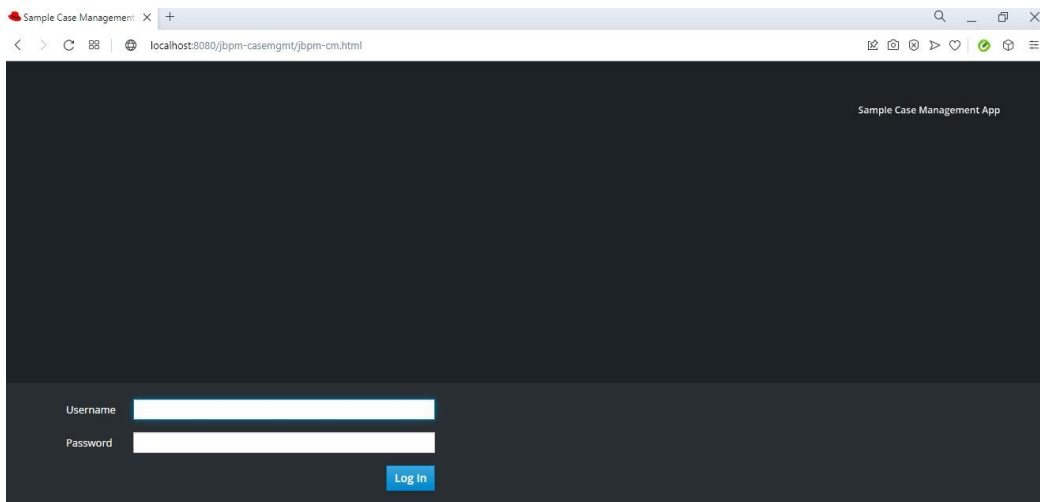 Sample Case Management
localhost:8080/jbpm-casemgmt/jbpm-cm.html
Sample Case Management App
Username
Password
Log In